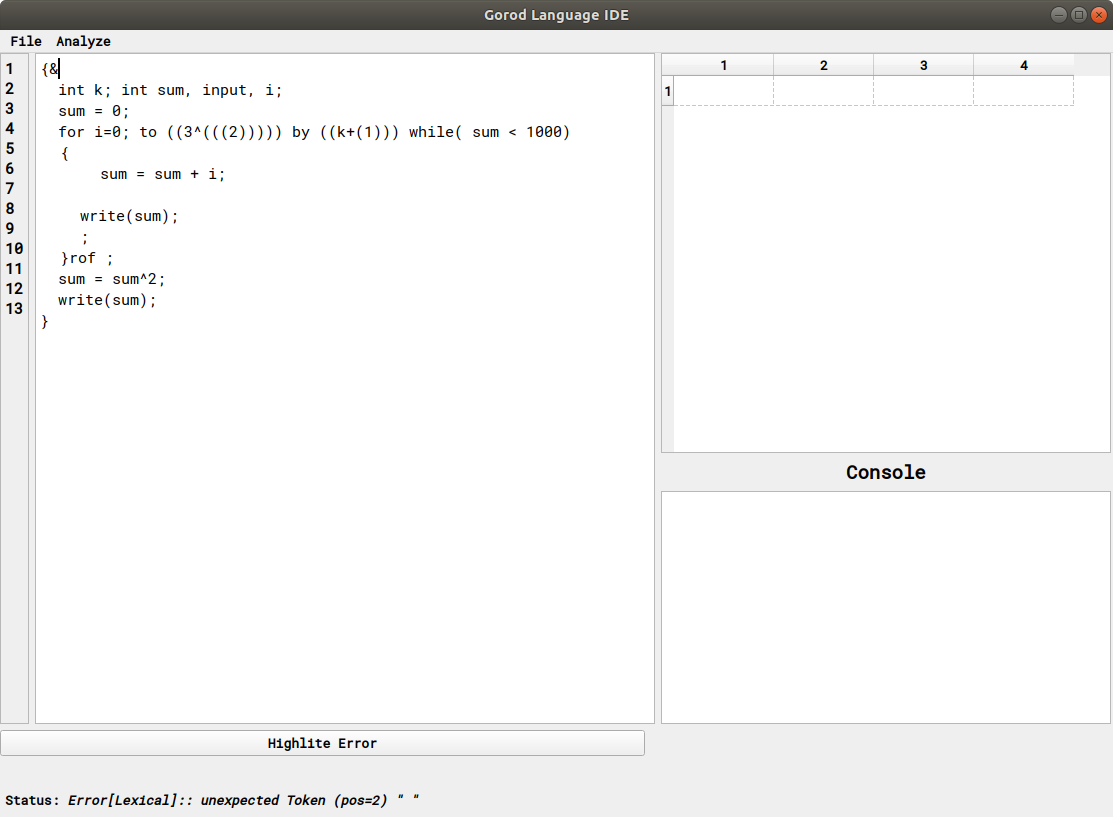 Gorod Language IDE
File Analyze
1 {&
2 int k; int sum, input, i;
3 sum = 0;
4 for i=0; to ((3^(((2))))) by ((k+(1))) while( sum < 1000)
5 {
6 sum = sum + i;
7
8 write(sum);
9 ;
10 }rof ;
11 sum = sum^2;
12 write(sum);
13 }
1 2 3 4
1
Console
Highlite Error
Status: Error[Lexical]:: unexpected Token (pos=2) " "